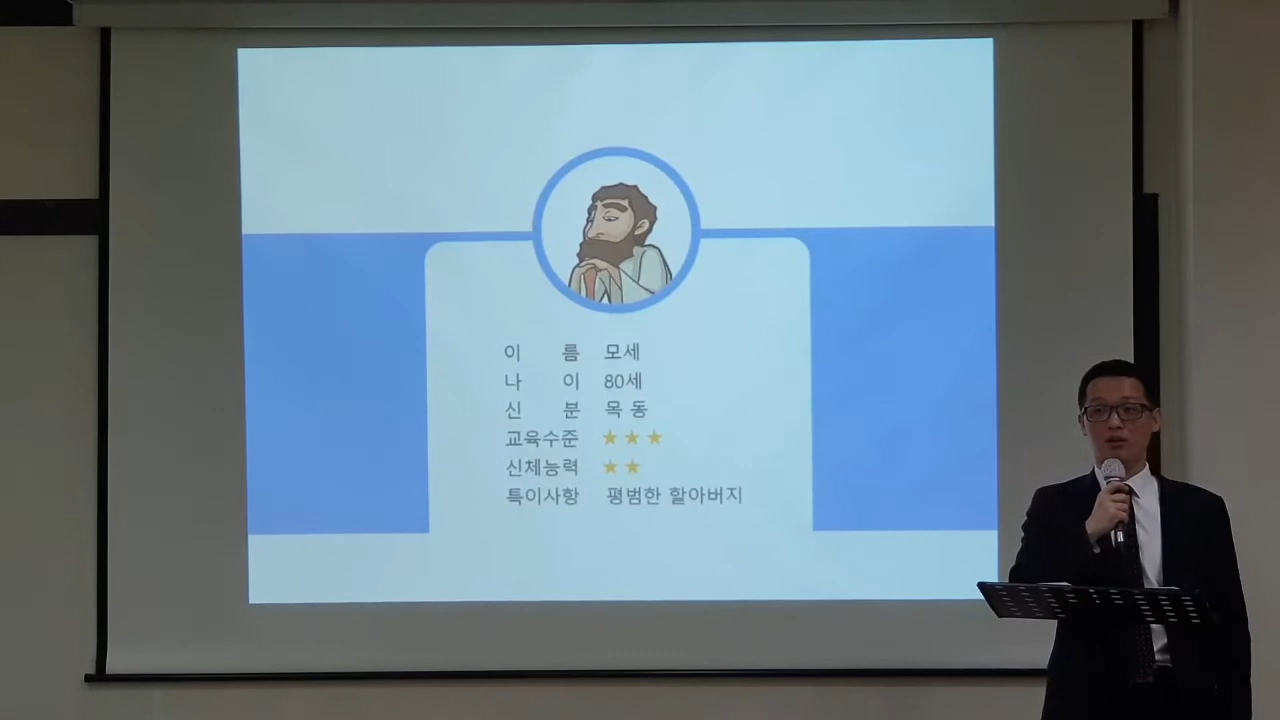 이 름 모세
나 이 80세
신 분 목 동
교육수준 ★★★
신체능력 ★★
특이사항 평범한 할아버지